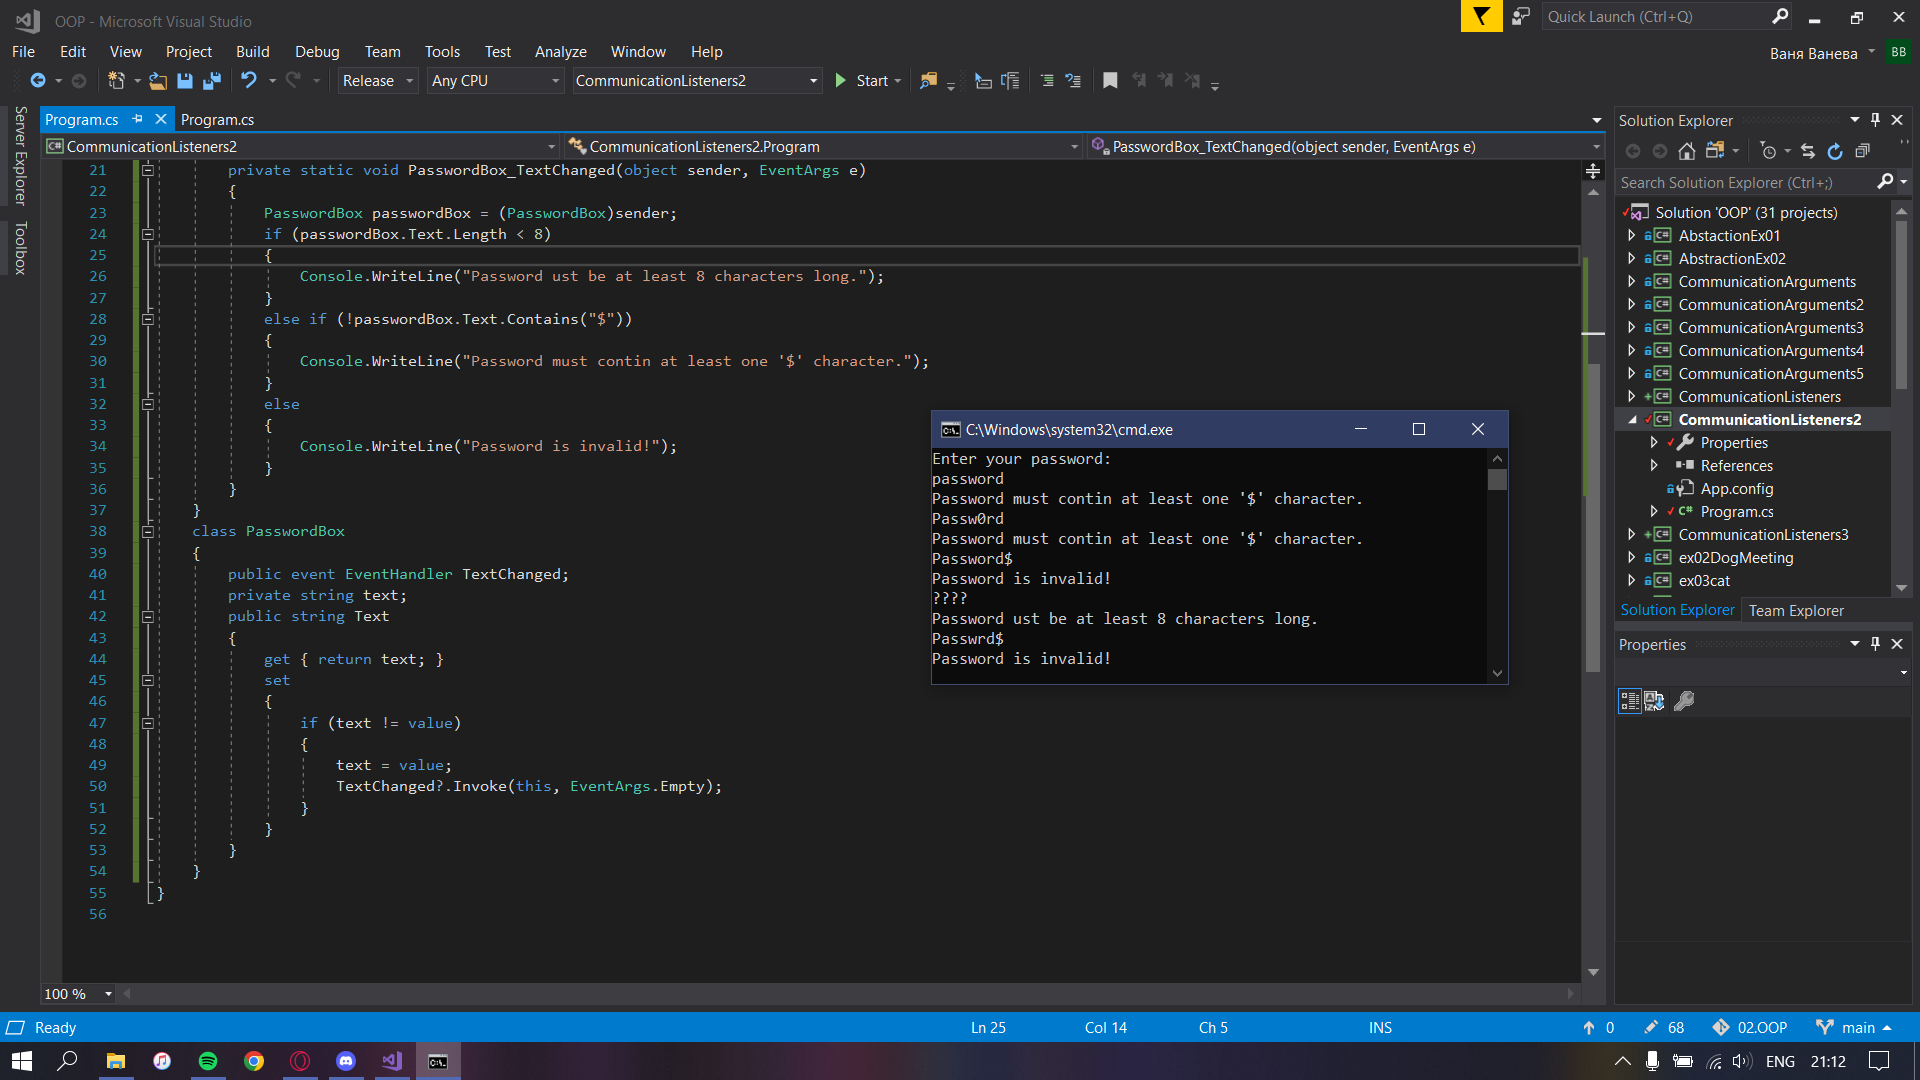 OOP - Microsoft Visual Studio
Quick Launch (Ctrl+Q)
File Edit View Project Build Debug Team Tools Test Analyze Window Help
Ваня Ванева
BB
Release
Any CPU
CommunicationListeners2
Start
Server Explorer
Toolbox
Program.cs
Program.cs
CommunicationListeners2
CommunicationListeners2.Program
PasswordBox_TextChanged(object sender, EventArgs e)
21 private static void PasswordBox_TextChanged(object sender, EventArgs e)
22 {
23 PasswordBox passwordBox = (PasswordBox)sender;
24 if (passwordBox.Text.Length < 8)
25 {
26 Console.WriteLine("Password ust be at least 8 characters long.");
27 }
28 else if (!passwordBox.Text.Contains("$"))
29 {
30 Console.WriteLine("Password must contin at least one '$' character.");
31 }
32 else
33 {
34 Console.WriteLine("Password is invalid!");
35 }
36 }
37 }
38 class PasswordBox
39 {
40 public event EventHandler TextChanged;
41 private string text;
42 public string Text
43 {
44 get { return text; }
45 set
46 {
47 if (text != value)
48 {
49 text = value;
50 TextChanged?.Invoke(this, EventArgs.Empty);
51 }
52 }
53 }
54 }
55 }
56
C:\Windows\system32\cmd.exe
Enter your password:
password
Password must contin at least one '$' character.
Passw0rd
Password must contin at least one '$' character.
Password$
Password is invalid!
????
Password ust be at least 8 characters long.
Passwrd$
Password is invalid!
Solution Explorer
Search Solution Explorer (Ctrl+;)
Solution 'OOP' (31 projects)
C# AbstactionEx01
C# AbstractionEx02
C# CommunicationArguments
C# CommunicationArguments2
C# CommunicationArguments3
C# CommunicationArguments4
C# CommunicationArguments5
C# CommunicationListeners
C# CommunicationListeners2
Properties
References
App.config
C# Program.cs
C# CommunicationListeners3
C# ex02DogMeeting
C# ex03cat
Solution Explorer
Team Explorer
Properties
100 %
Ready
Ln 25
Col 14
Ch 5
INS
0
68
02.OOP
main
ENG
21:12